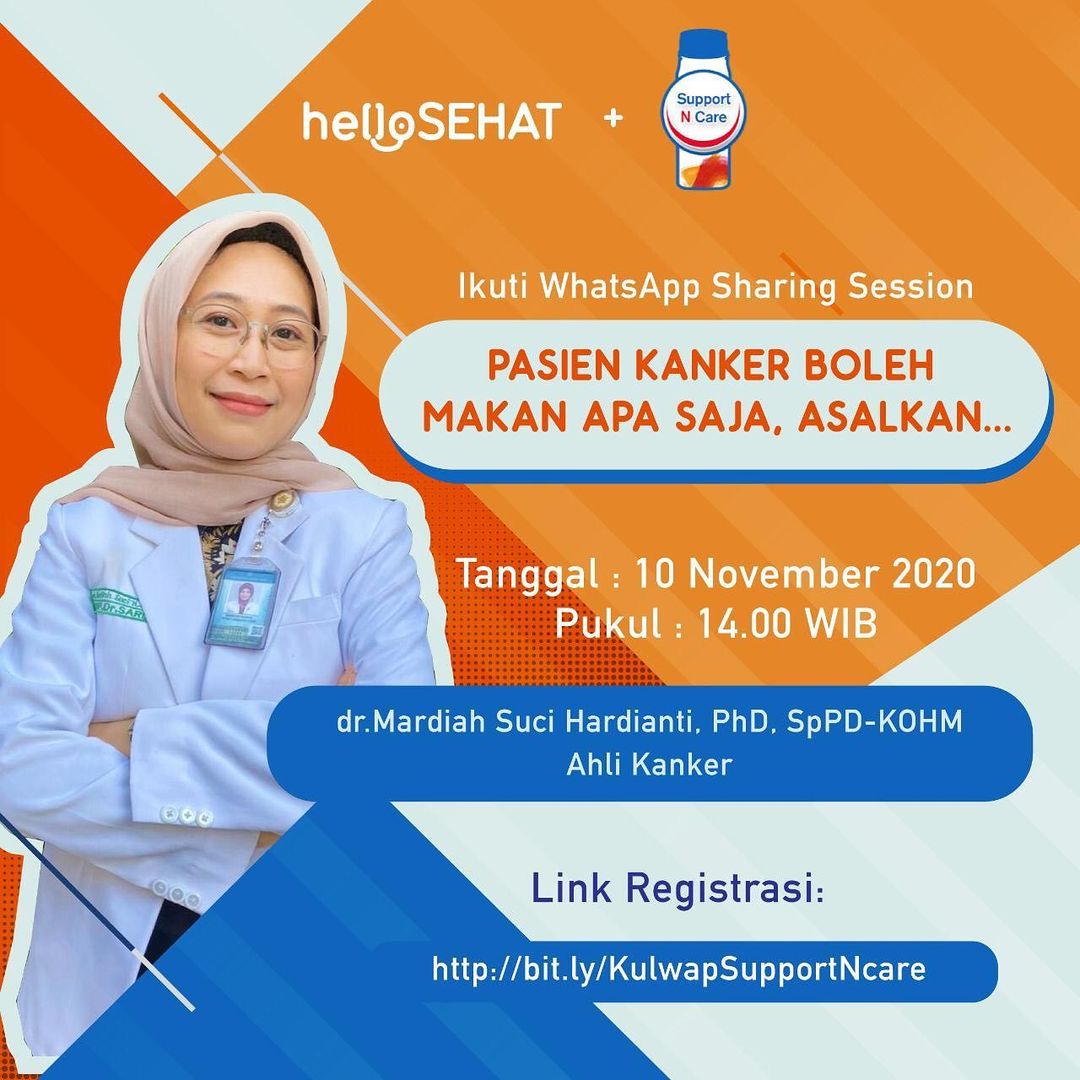 helloSEHAT +
Support
N Care
Ikuti WhatsApp Sharing Session
PASIEN KANKER BOLEH
MAKAN APA SAJA, ASALKAN...
Tanggal : 10 November 2020
Pukul : 14.00 WIB
dr.Mardiah Suci Hardianti, PhD, SpPD-KOHM
Ahli Kanker
Link Registrasi:
http://bit.ly/KulwapSupportNcare